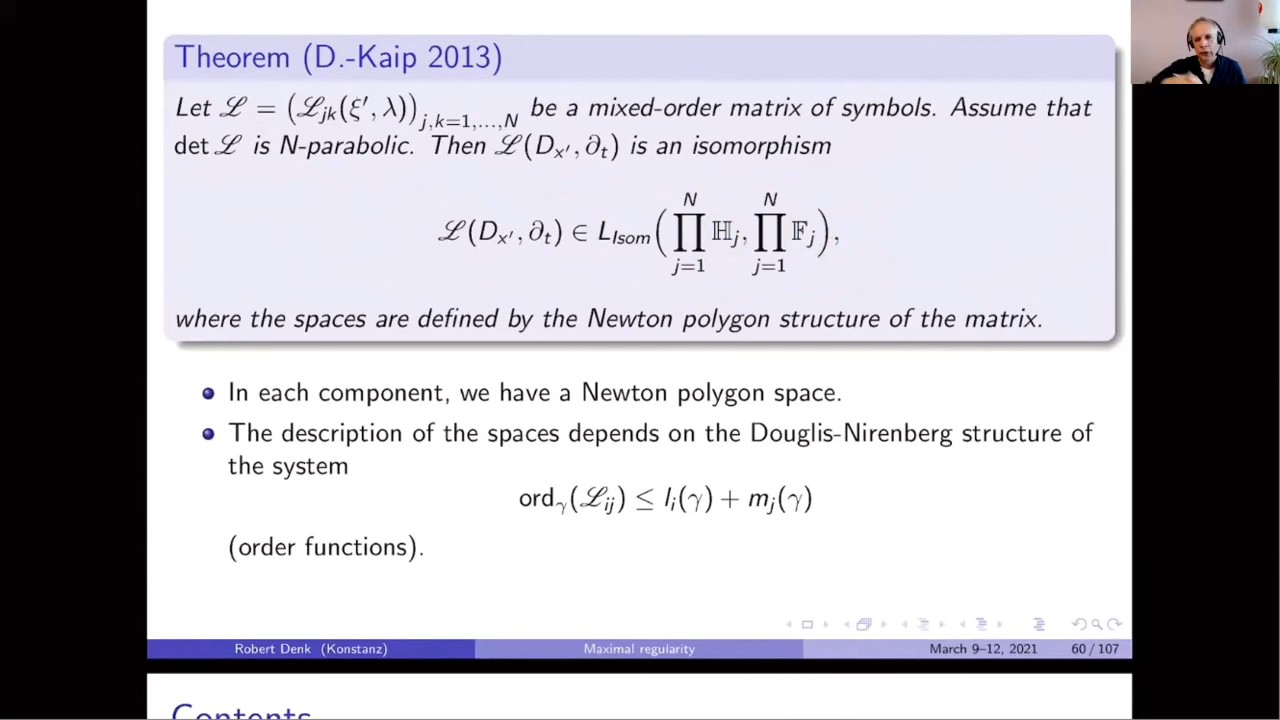 Theorem (D.-Kaip 2013)
Let ℒ = (ℒ_jk(ξ′, λ))_{j,k=1,...,N} be a mixed-order matrix of symbols. Assume that
det ℒ is N-parabolic. Then ℒ(D_{x′}, ∂_t) is an isomorphism
ℒ(D_{x′}, ∂_t) ∈ L_{Isom}(∏_{j=1}^{N} ℍ_j, ∏_{j=1}^{N} 𝔽_j),
where the spaces are defined by the Newton polygon structure of the matrix.
In each component, we have a Newton polygon space.
The description of the spaces depends on the Douglis-Nirenberg structure of
the system
ord_γ(ℒ_ij) ≤ l_i(γ) + m_j(γ)
(order functions).
Robert Denk (Konstanz) Maximal regularity March 9–12, 2021 60 / 107
Contents